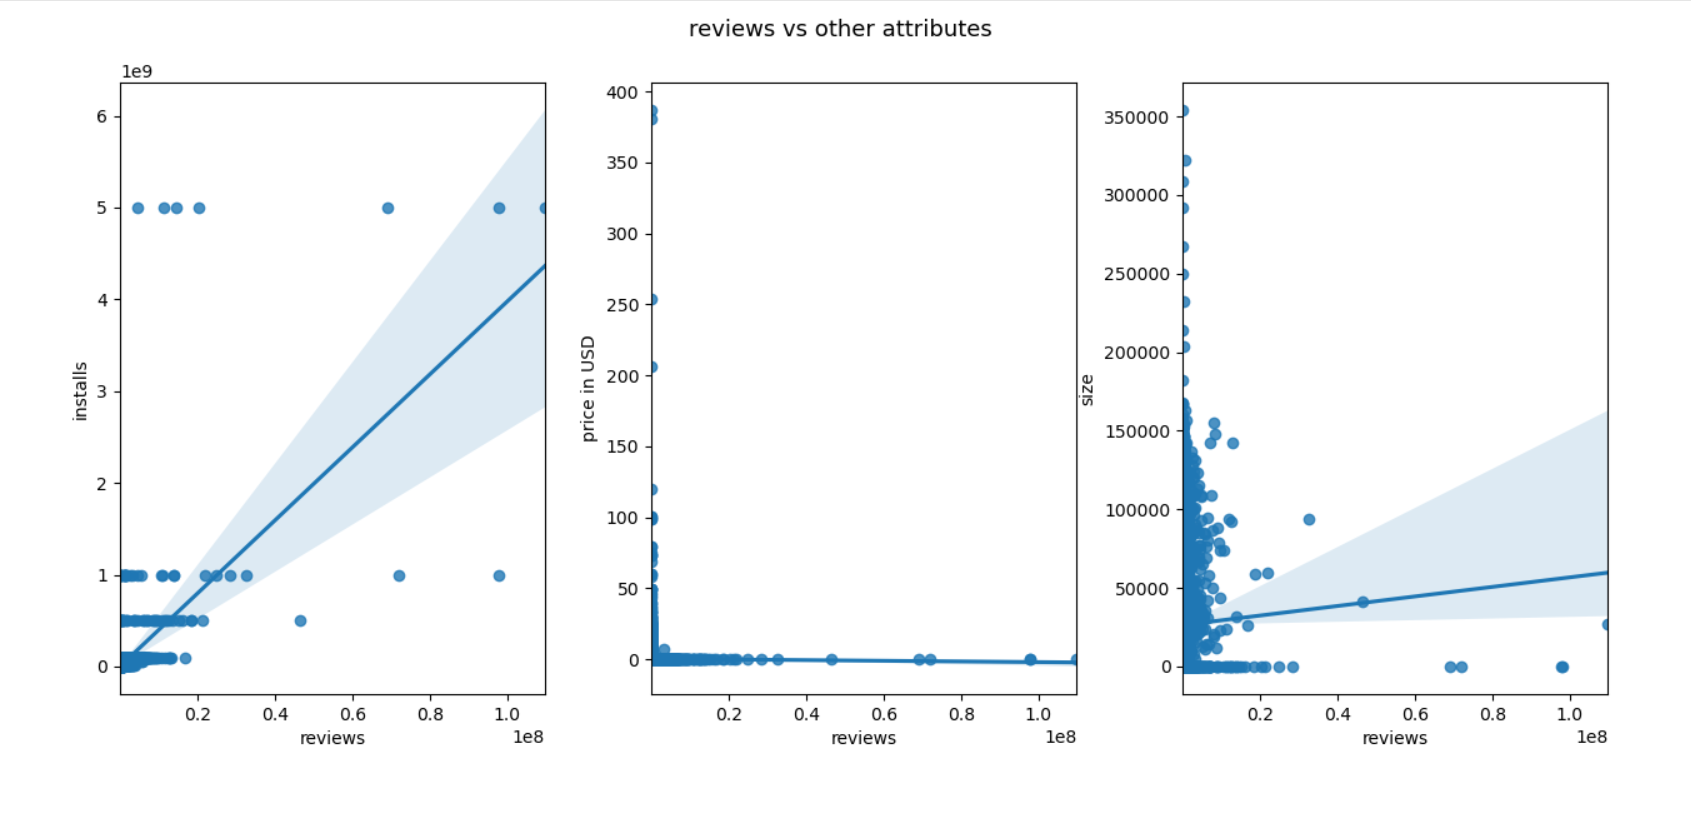 reviews vs other attributes
1e9
6
5
4
3
2
1
0
installs
0.2 0.4 0.6 0.8 1.0
reviews
1e8
400
350
300
250
200
150
100
50
0
price in USD
0.2 0.4 0.6 0.8 1.0
reviews
1e8
350000
300000
250000
200000
150000
100000
50000
0
size
0.2 0.4 0.6 0.8 1.0
reviews
1e8